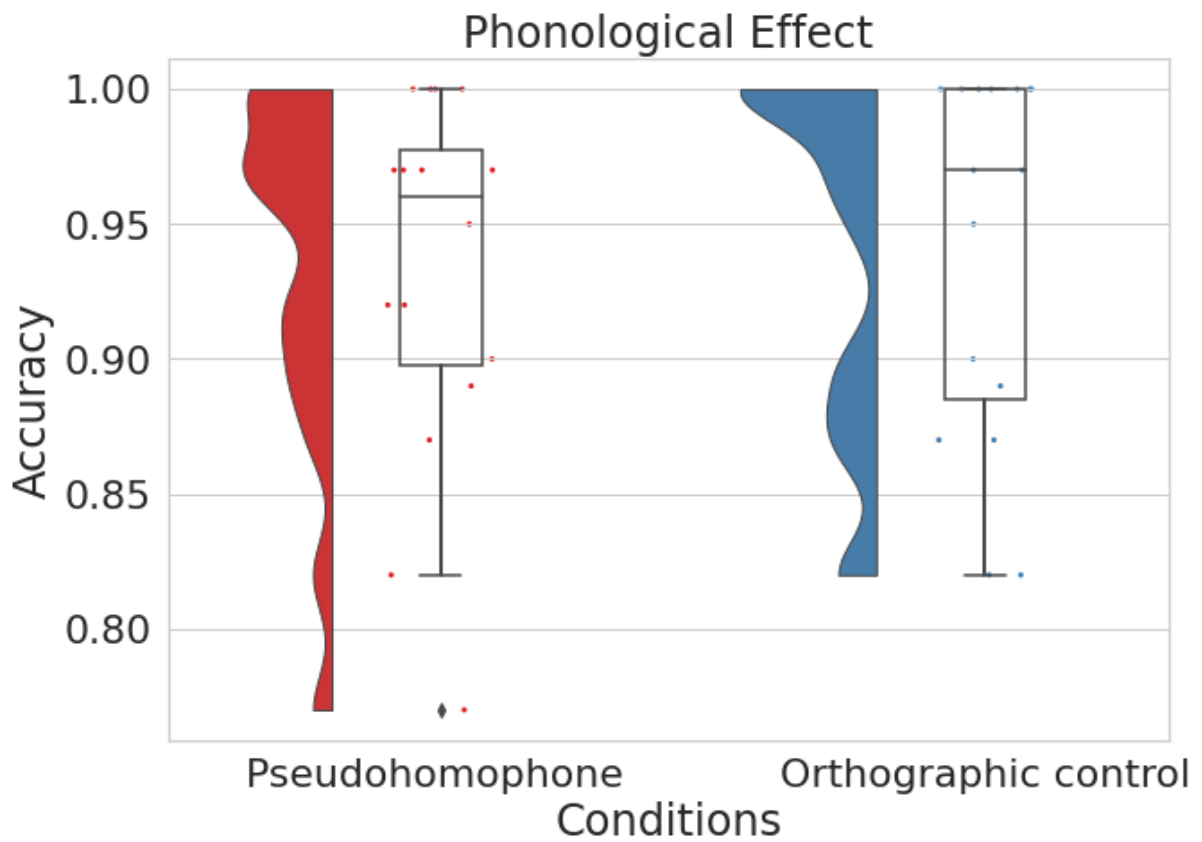 Phonological Effect
1.00
0.95
0.90
0.85
0.80
Accuracy
Pseudohomophone
Orthographic control
Conditions